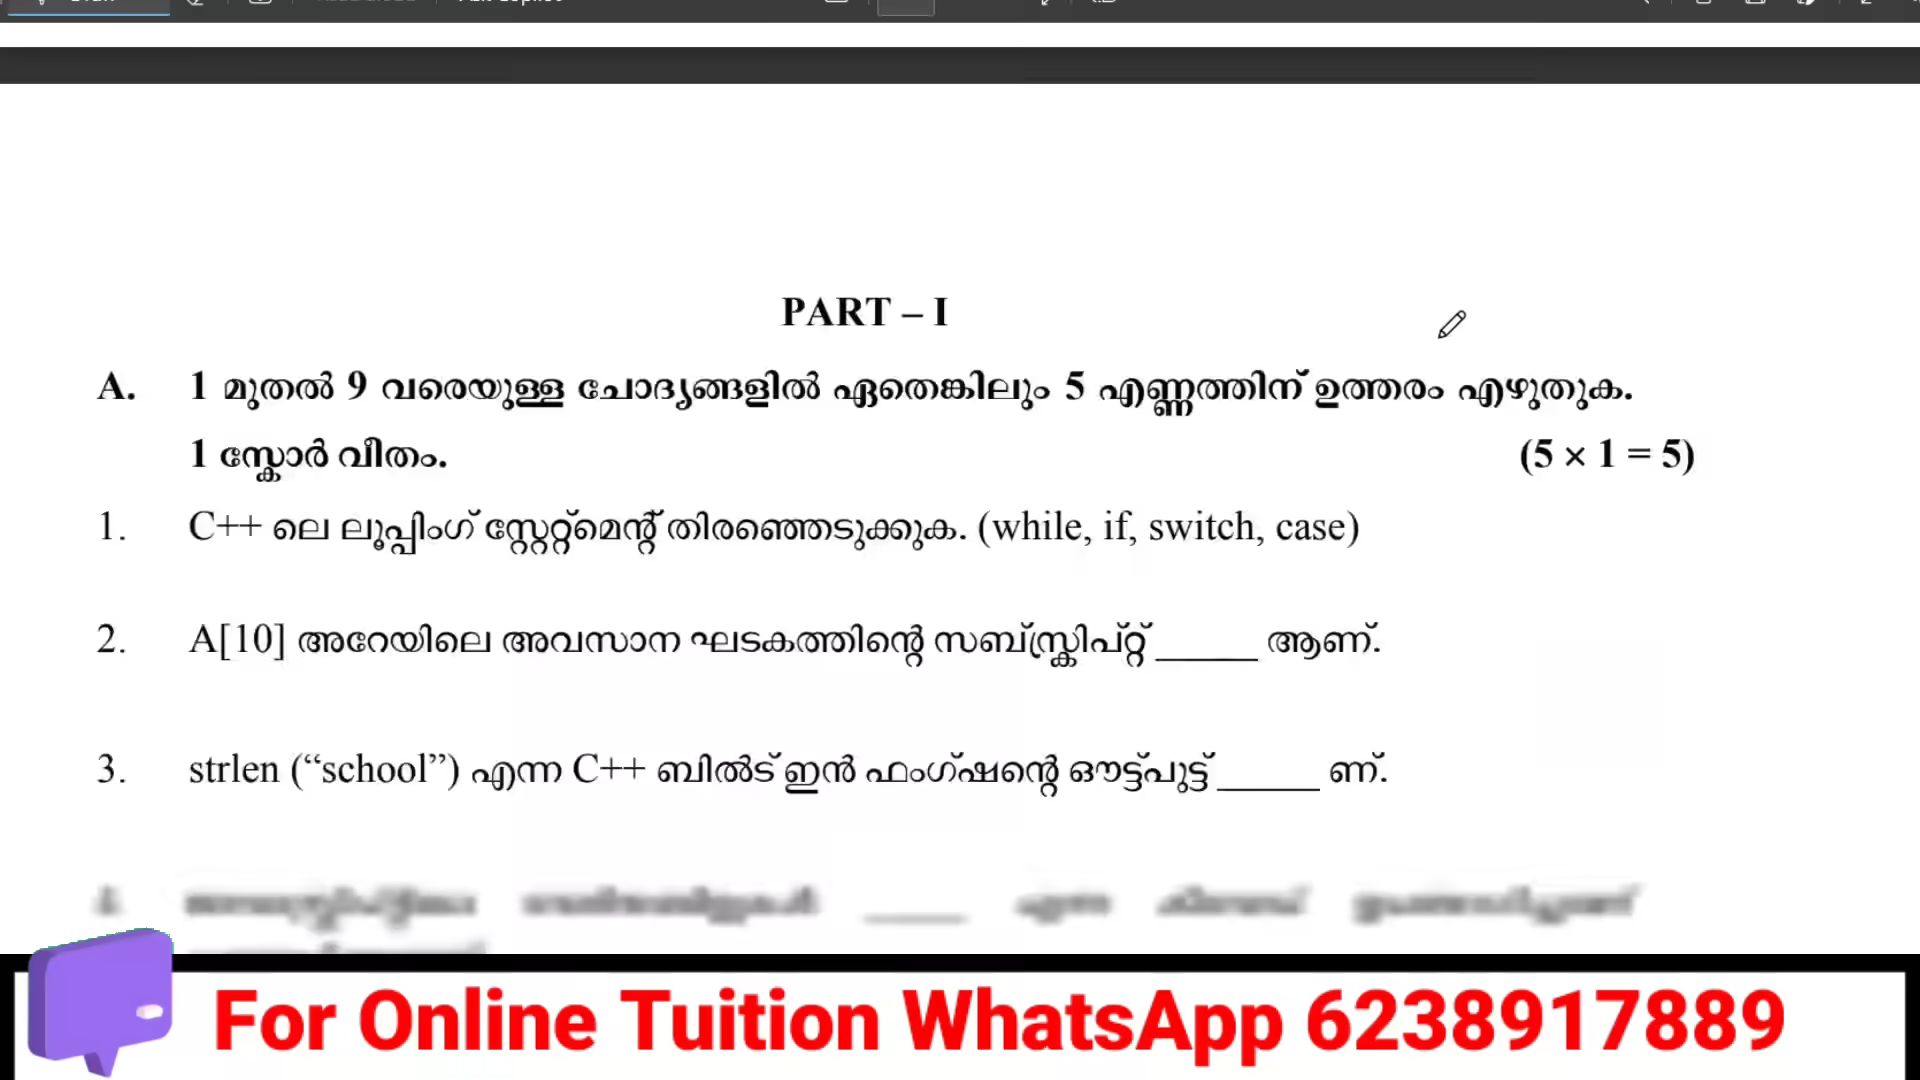 PART – I
A. 1 മുതൽ 9 വരെയുള്ള ചോദ്യങ്ങളിൽ ഏതെങ്കിലും 5 എണ്ണത്തിന് ഉത്തരം എഴുതുക.
1 സ്കോർ വീതം. (5 × 1 = 5)
1. C++ ലെ ലൂപ്പിംഗ് സ്റ്റേറ്റ്മെന്റ് തിരഞ്ഞെടുക്കുക. (while, if, switch, case)
2. A[10] അറേയിലെ അവസാന ഘടകത്തിന്റെ സബ്സ്ക്രിപ്റ്റ് ______ ആണ്.
3. strlen (“school”) എന്ന C++ ബിൽട് ഇൻ ഫംഗ്ഷന്റെ ഔട്ട്പുട്ട് ______ ണ്.
For Online Tuition WhatsApp 6238917889